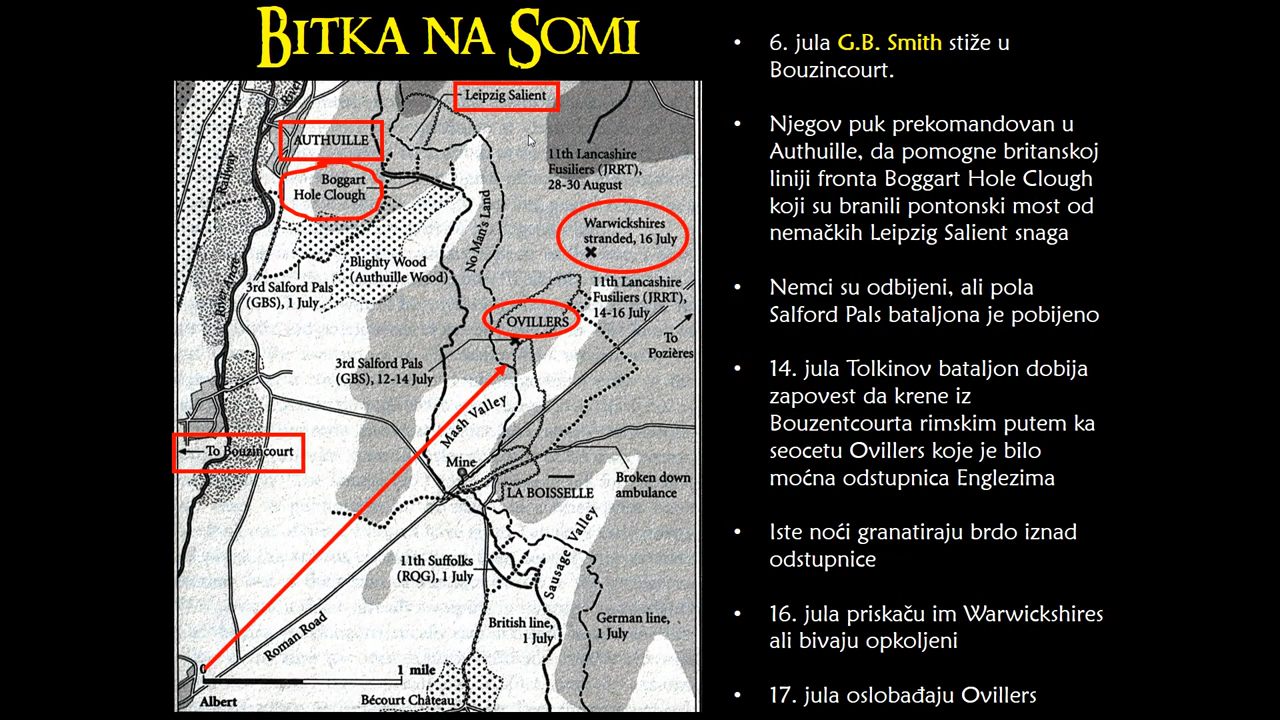 BITKA NA SOMI
Leipzig Salient
AUTHUILLE
11th Lancashire
Fusiliers (JRRT),
28-30 August
Boggart
Hole Clough
Railway
No Man's Land
Warwickshires
stranded, 16 July
Blighty Wood
(Authuille Wood)
3rd Salford Pals
(GBS), 1 July
11th Lancashire
Fusiliers (JRRT),
14-16 July
OVILLERS
To
Pozières
3rd Salford Pals
(GBS), 12-14 July
Mash Valley
To Bouzincourt
Mine
Broken down
ambulance
LA BOISSELLE
Sausage Valley
11th Suffolks
(RQG), 1 July
British line,
1 July
German line,
1 July
Roman Road
0
1 mile
Albert
Bécourt Château
• 6. jula G.B. Smith stiže u
Bouzincourt.
• Njegov puk prekomandovan u
Authuille, da pomogne britanskoj
liniji fronta Boggart Hole Clough
koji su branili pontonski most od
nemačkih Leipzig Salient snaga
• Nemci su odbijeni, ali pola
Salford Pals bataljona je pobijeno
• 14. jula Tolkinov bataljon dobija
zapovest da krene iz
Bouzentcourta rimskim putem ka
seocetu Ovillers koje je bilo
moćna odstupnica Englezima
• Iste noći granatiraju brdo iznad
odstupnice
• 16. jula priskaču im Warwickshires
ali bivaju opkoljeni
• 17. jula oslobađaju Ovillers